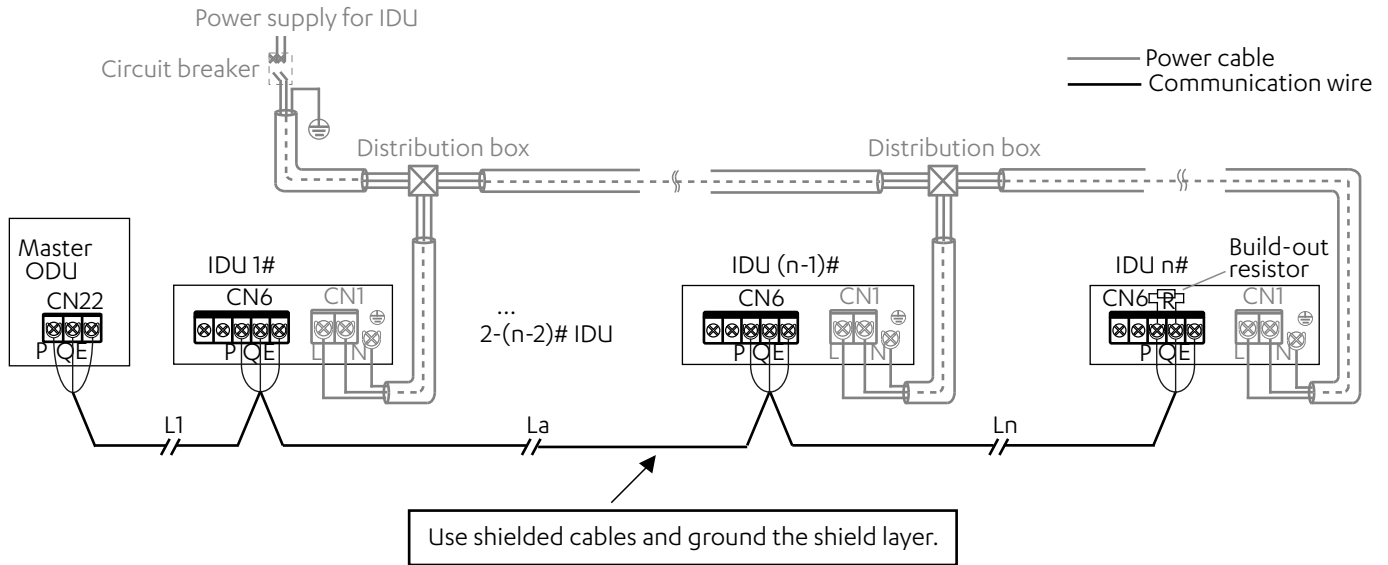 Power supply for IDU
Circuit breaker
Power cable
Communication wire
Distribution box
Distribution box
Master
ODU
CN22
P Q E
IDU 1#
CN6
CN1
P Q E
L N
...
2-(n-2)# IDU
IDU (n-1)#
CN6
CN1
P Q E
L N
IDU n#
Build-out
resistor
CN6
R
CN1
P Q E
L N
L1
La
Ln
Use shielded cables and ground the shield layer.